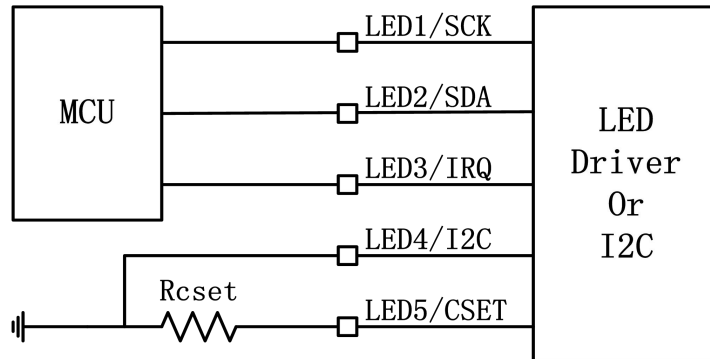 LED1/SCK
MCU
LED2/SDA
LED
Driver
Or
I2C
LED3/IRQ
LED4/I2C
Rcset
LED5/CSET